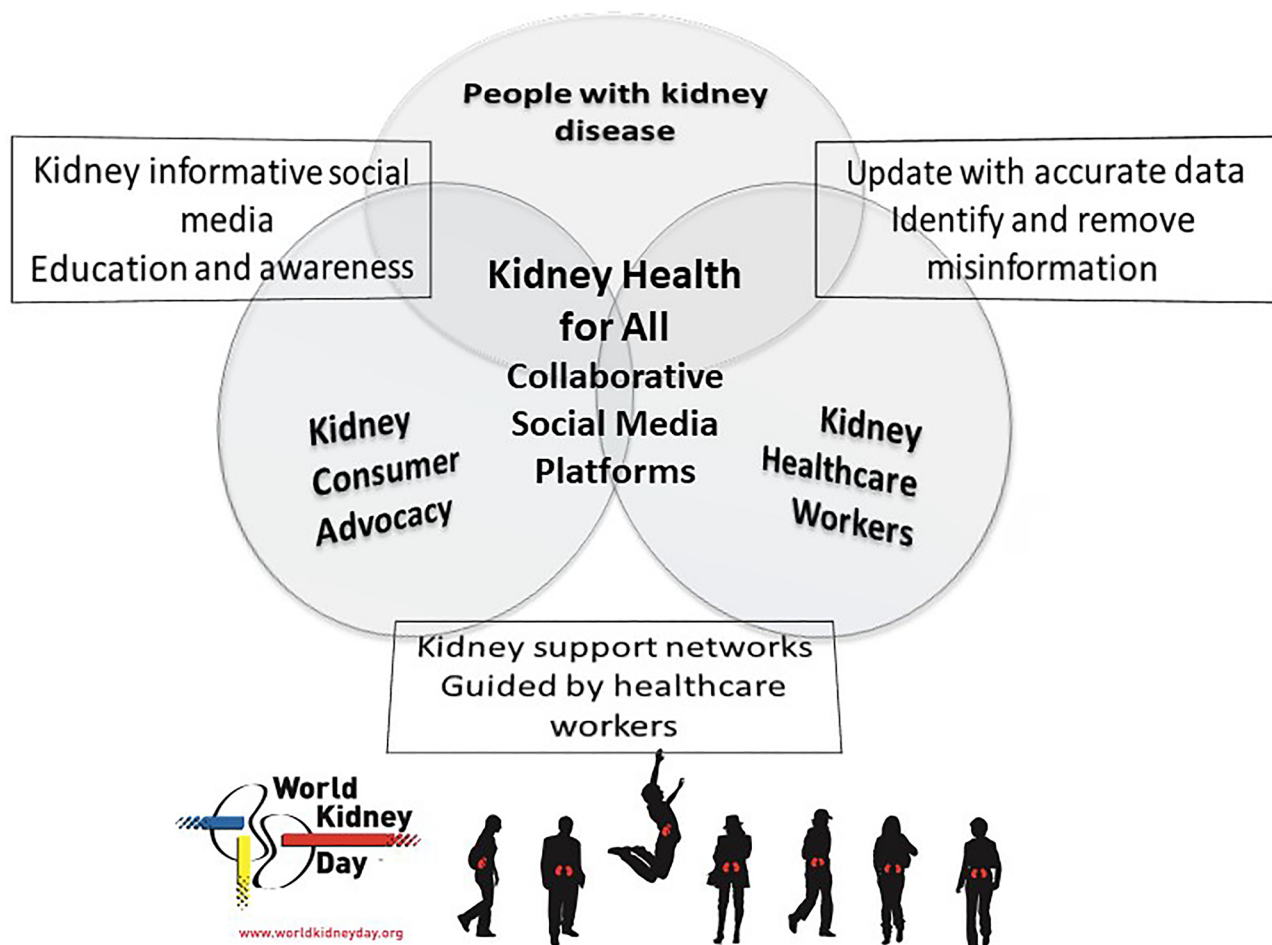 People with kidney
disease
Kidney informative social
media
Education and awareness
Update with accurate data
Identify and remove
misinformation
Kidney Health
for All
Collaborative
Social Media
Platforms
Kidney
Consumer
Advocacy
Kidney
Healthcare
Workers
Kidney support networks
Guided by healthcare
workers
World
Kidney
Day
www.worldkidneyday.org